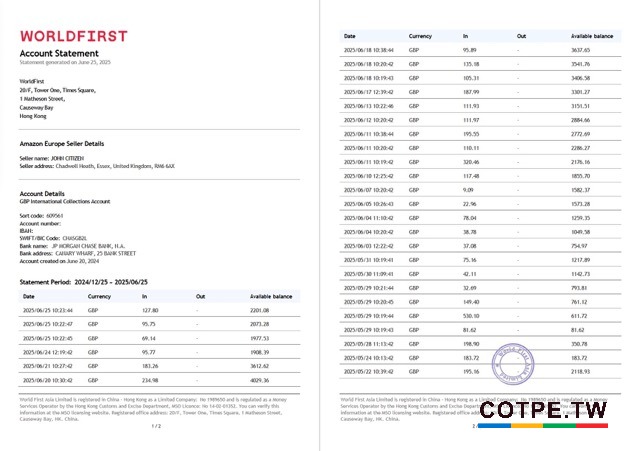 WORLDFIRST
Account Statement
Statement generated on June 25, 2025
WorldFirst
20/F, Tower One, Times Square,
1 Matheson Street,
Causeway Bay
Hong Kong
Amazon Europe Seller Details
Seller name: JOHN CITIZEN
Seller address: Chadwell Heath, Essex, United Kingdom, RM6 6AX
Account Details
GBP International Collections Account
Sort code: 609561
Account number:
IBAN:
SWIFT/BIC Code: CHASGB2L
Bank name: JP MORGAN CHASE BANK, N.A.
Bank address: CANARY WHARF, 25 BANK STREET
Account created on June 20, 2024
Statement Period: 2024/12/25 ~ 2025/06/25
Date Currency In Out Available balance
2025/06/25 10:23:44 GBP 127.80 - 2201.08
2025/06/25 10:22:47 GBP 95.75 - 2073.28
2025/06/25 10:22:45 GBP 69.14 - 1977.53
2025/06/24 12:19:42 GBP 95.77 - 1908.39
2025/06/21 10:27:42 GBP 183.26 - 3612.62
2025/06/20 10:30:42 GBP 234.98 - 4029.36
World First Asia Limited is registered in China - Hong Kong as a Limited Company: No 1989650 and is regulated as a Money
Services Operator by the Hong Kong Customs and Excise Department, MSO Licence: No 14-02-01352. You can verify this
information at the MSO licensing website. Registered office address: 20/F, Tower One, Times Square, 1 Matheson Street,
Causeway Bay, HK, China.
1 / 2
Date Currency In Out Available balance
2025/06/18 10:38:44 GBP 95.89 - 3637.65
2025/06/18 10:20:42 GBP 135.18 - 3541.76
2025/06/18 10:19:43 GBP 105.31 - 3406.58
2025/06/17 12:39:42 GBP 187.99 - 3301.27
2025/06/13 10:22:46 GBP 111.93 - 3151.51
2025/06/12 10:20:42 GBP 111.97 - 2884.66
2025/06/11 10:38:44 GBP 195.55 - 2772.69
2025/06/11 10:20:42 GBP 110.11 - 2286.27
2025/06/11 10:19:42 GBP 320.46 - 2176.16
2025/06/10 12:25:42 GBP 117.48 - 1855.70
2025/06/07 10:20:42 GBP 9.09 - 1582.37
2025/06/05 10:26:43 GBP 22.96 - 1573.28
2025/06/04 11:10:42 GBP 78.04 - 1259.35
2025/06/04 10:20:42 GBP 38.78 - 1049.58
2025/06/03 12:22:42 GBP 37.08 - 754.97
2025/05/31 10:19:43 GBP 75.16 - 1217.89
2025/05/30 11:09:41 GBP 42.11 - 1142.73
2025/05/29 10:21:44 GBP 32.69 - 793.81
2025/05/29 10:20:45 GBP 149.40 - 761.12
2025/05/29 10:19:44 GBP 530.10 - 611.72
2025/05/29 10:19:43 GBP 81.62 - 81.62
2025/05/28 11:13:42 GBP 198.90 350.78
2025/05/24 10:13:42 GBP 183.72 183.72
2025/05/22 10:39:42 GBP 195.16 2118.93
World First Asia Limited
World First Asia Limited is registered in China - Hong Kong as a Limited Company: No 1989650 and is regulated as a Money
Services Operator by the Hong Kong Customs and Excise
information at the MSO licensing website. Registered office
Causeway Bay, HK, China.
2 /
COTPE.TW